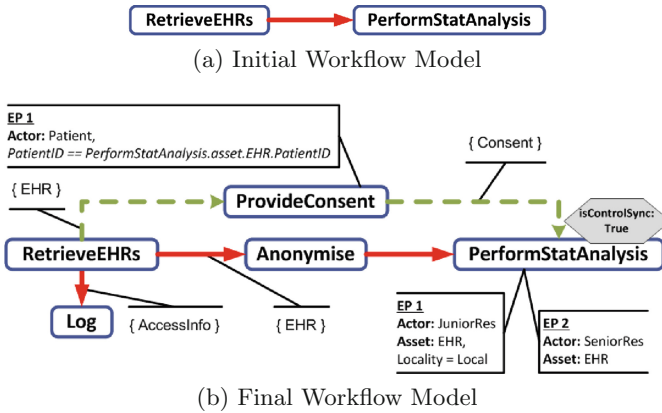 RetrieveEHRs PerformStatAnalysis
(a) Initial Workflow Model
EP 1
Actor: Patient,
PatientID == PerformStatAnalysis.asset.EHR.PatientID
{ Consent }
{ EHR }
ProvideConsent
isControlSync:
True
RetrieveEHRs Anonymise PerformStatAnalysis
Log
{ AccessInfo }
{ EHR }
EP 1
Actor: JuniorRes
Asset: EHR,
Locality = Local
EP 2
Actor: SeniorRes
Asset: EHR
(b) Final Workflow Model